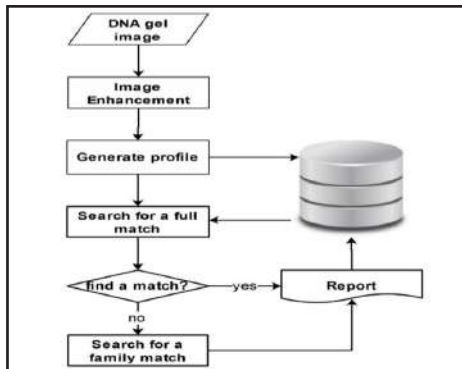 DNA gel
image
Image
Enhancement
Generate profile
Search for a full
match
find a match?
yes
Report
no
Search for a
family match